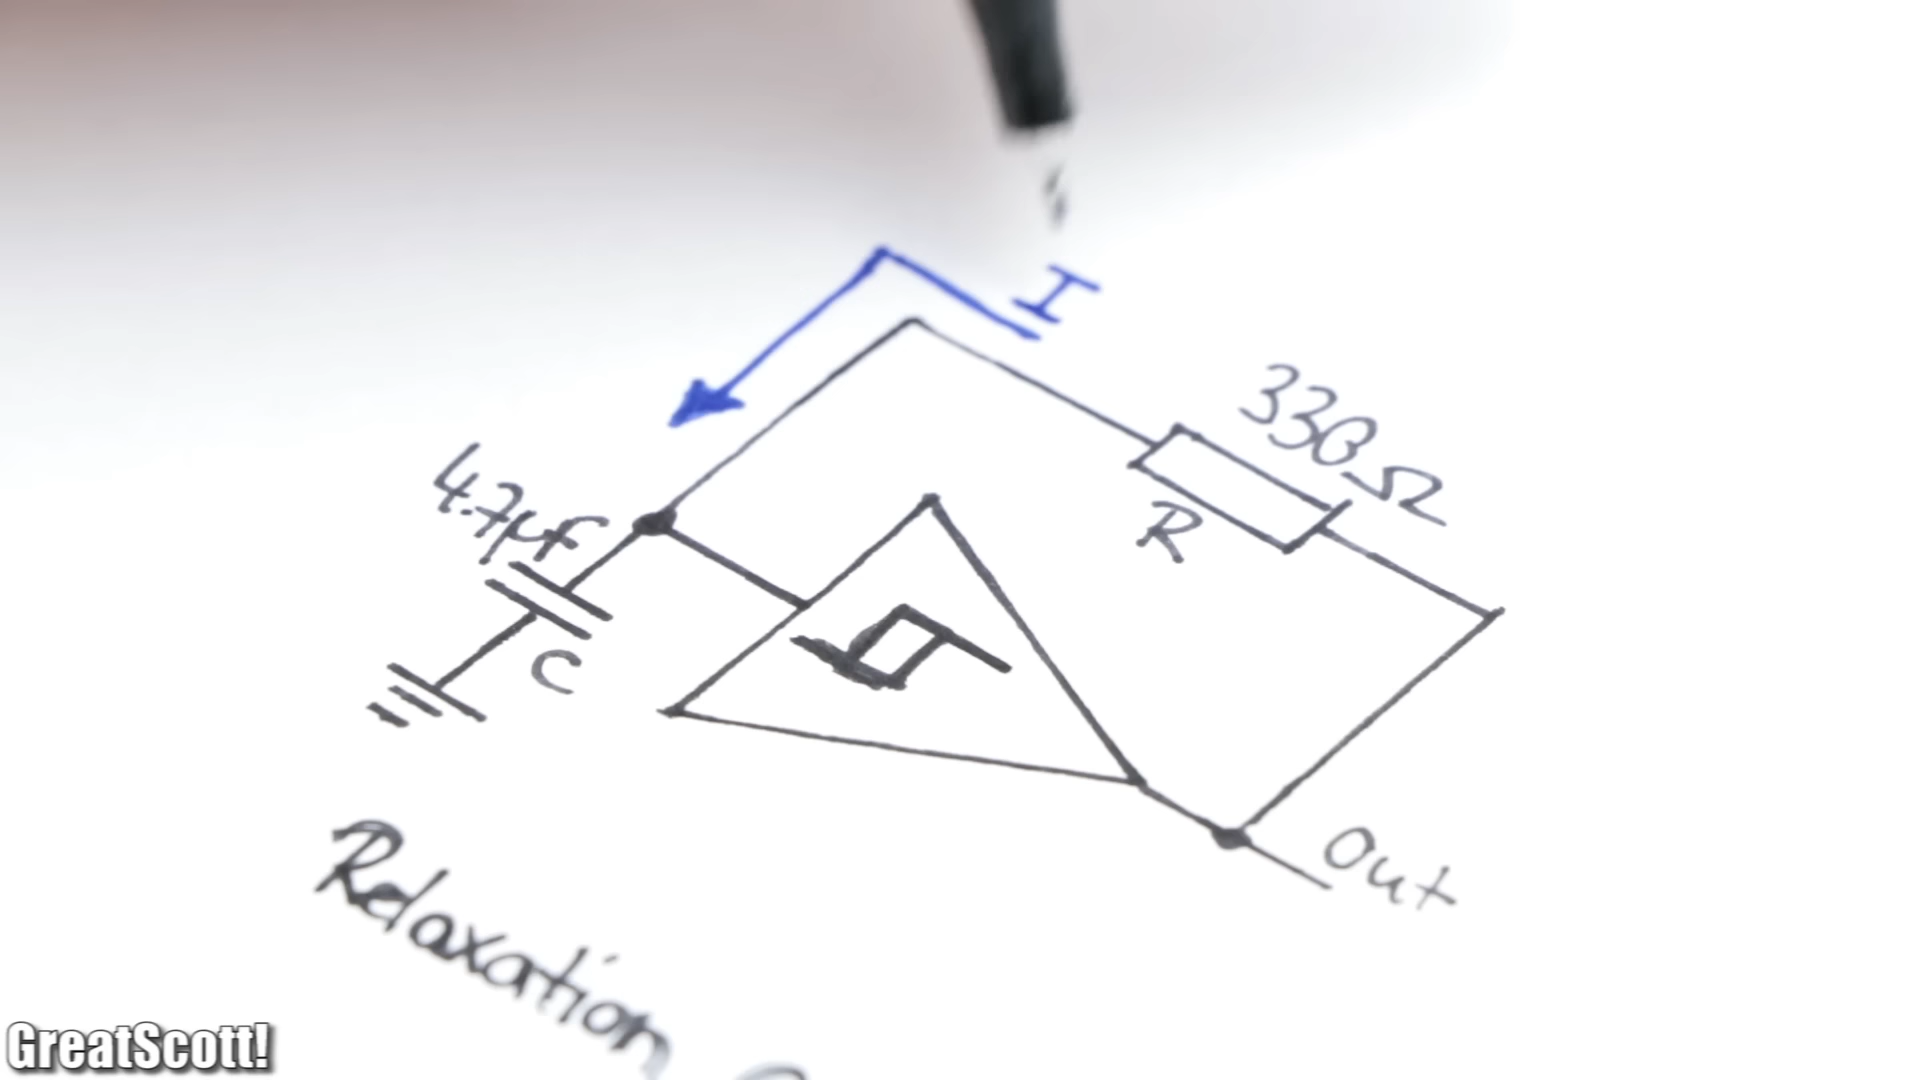 I
330Ω
R
4.7µF
C
Out
Relaxation
GreatScott!